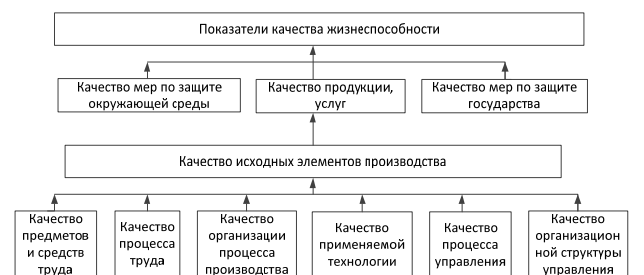 Показатели качества жизнеспособности
Качество мер по защите
окружающей среды
Качество продукции,
услуг
Качество мер по защите
государства
Качество исходных элементов производства
Качество
предметов
и средств
труда
Качество
процесса
труда
Качество
организации
процесса
производства
Качество
применяемой
технологии
Качество
процесса
управления
Качество
организацион
ной структуры
управления